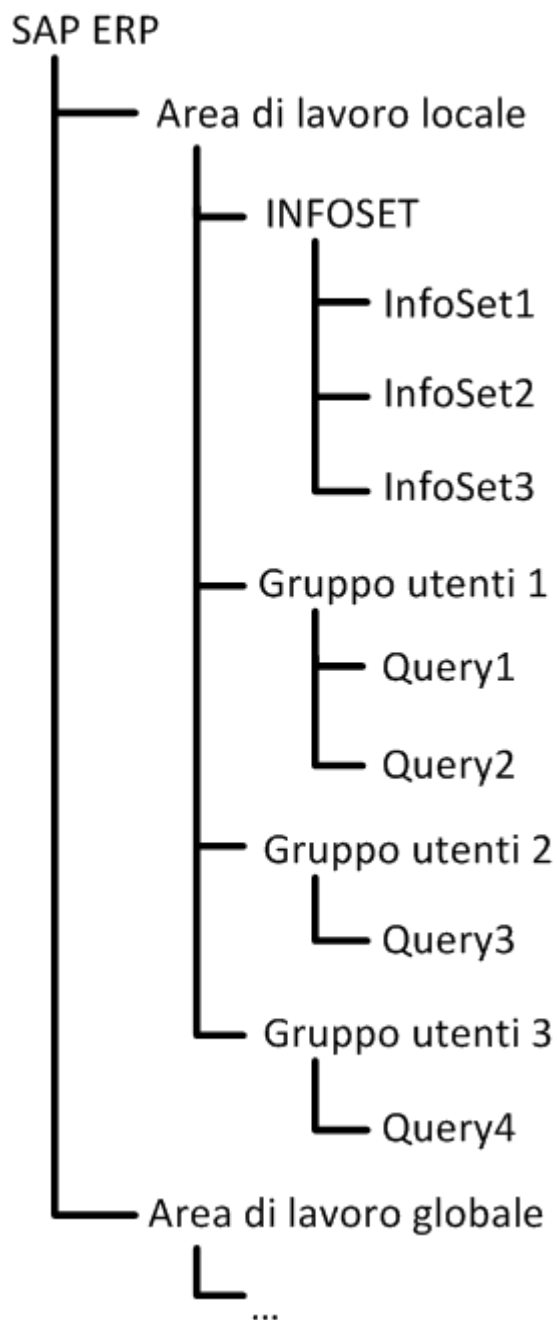 SAP ERP
Area di lavoro locale
INFOSET
InfoSet1
InfoSet2
InfoSet3
Gruppo utenti 1
Query1
Query2
Gruppo utenti 2
Query3
Gruppo utenti 3
Query4
Area di lavoro globale
...